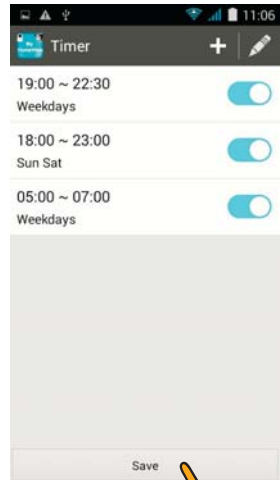 11:06
Timer
19:00 ~ 22:30
Weekdays
18:00 ~ 23:00
Sun Sat
05:00 ~ 07:00
Weekdays
Save